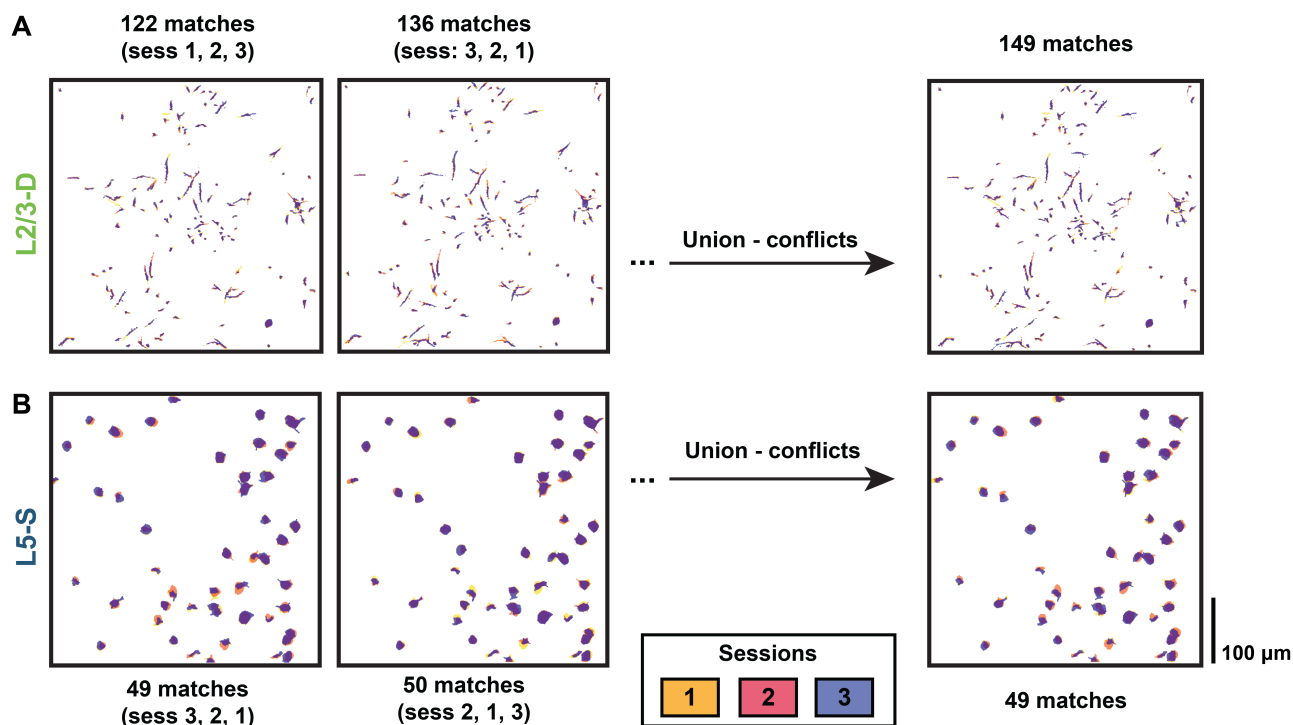 A
122 matches
(sess 1, 2, 3)
136 matches
(sess: 3, 2, 1)
149 matches
L2/3-D
...
Union - conflicts
B
L5-S
...
Union - conflicts
49 matches
(sess 3, 2, 1)
50 matches
(sess 2, 1, 3)
Sessions
1 2 3
49 matches
100 µm